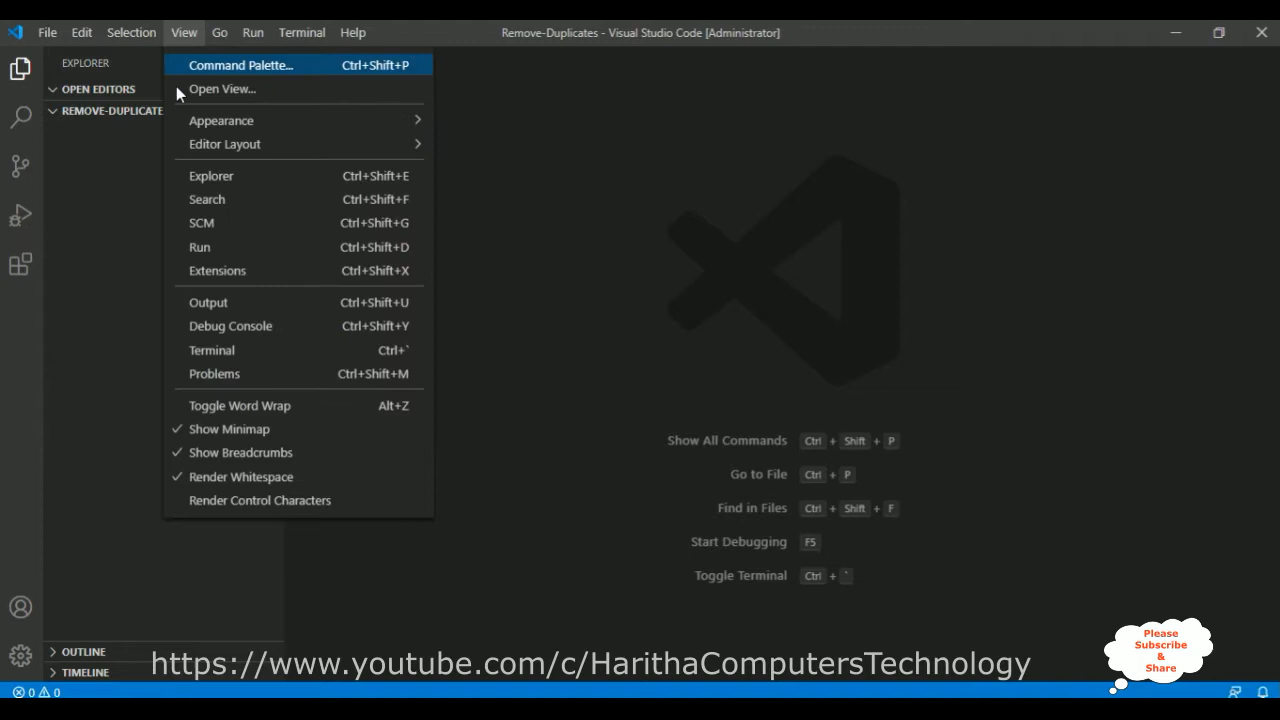 File Edit Selection View Go Run Terminal Help
Remove-Duplicates - Visual Studio Code [Administrator]
EXPLORER
OPEN EDITORS
REMOVE-DUPLICATE
Command Palette... Ctrl+Shift+P
Open View...
Appearance
Editor Layout
Explorer Ctrl+Shift+E
Search Ctrl+Shift+F
SCM Ctrl+Shift+G
Run Ctrl+Shift+D
Extensions Ctrl+Shift+X
Output Ctrl+Shift+U
Debug Console Ctrl+Shift+Y
Terminal Ctrl+`
Problems Ctrl+Shift+M
Toggle Word Wrap Alt+Z
Show Minimap
Show Breadcrumbs
Render Whitespace
Render Control Characters
Show All Commands Ctrl + Shift + P
Go to File Ctrl + P
Find in Files Ctrl + Shift + F
Start Debugging F5
Toggle Terminal Ctrl + `
OUTLINE
TIMELINE
https://www.youtube.com/c/HarithaComputersTechnology
Please
Subscribe
&
Share
0 0